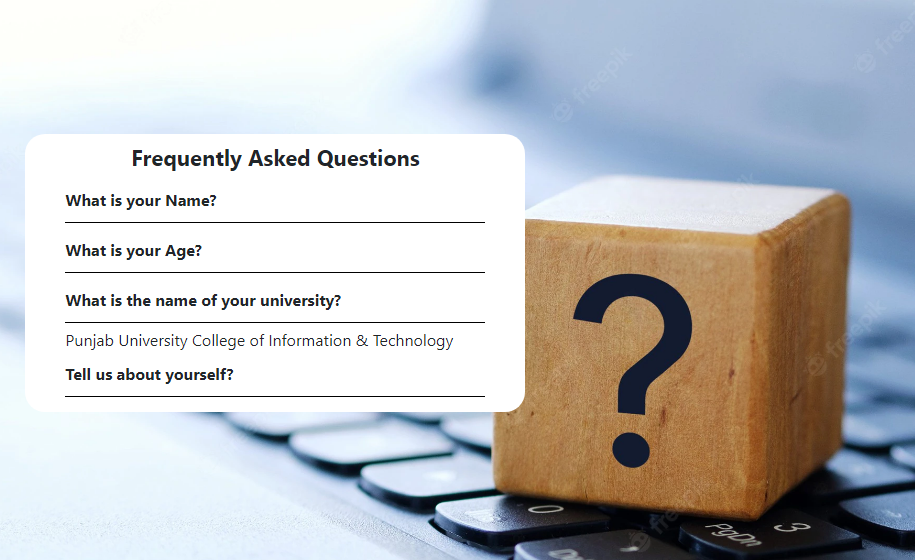 freepik
freepik
Frequently Asked Questions
What is your Name?
What is your Age?
What is the name of your university?
Punjab University College of Information & Technology
Tell us about yourself?
?
freepik
0
3
PgDn